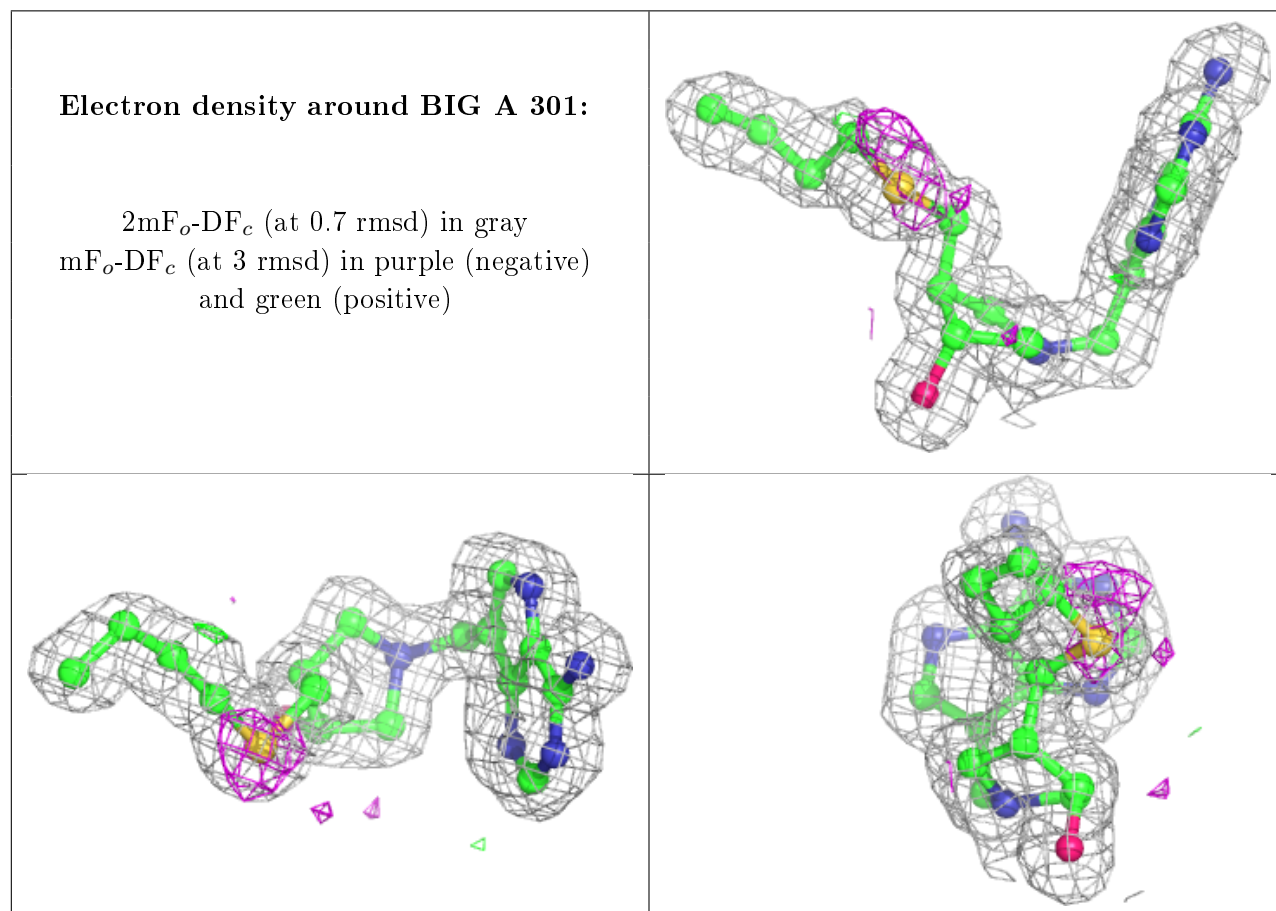 Electron density around BIG A 301:
2mFo-DFc (at 0.7 rmsd) in gray
mFo-DFc (at 3 rmsd) in purple (negative)
and green (positive)